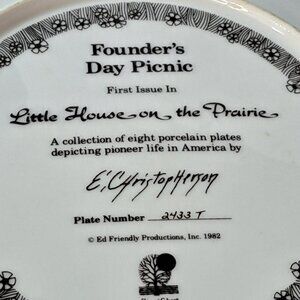 Founder's
Day Picnic
First Issue In
Little House on the Prairie
A collection of eight porcelain plates
depicting pioneer life in America by
E. Christopherson
Plate Number 2433 T
© Ed Friendly Productions, Inc. 1982